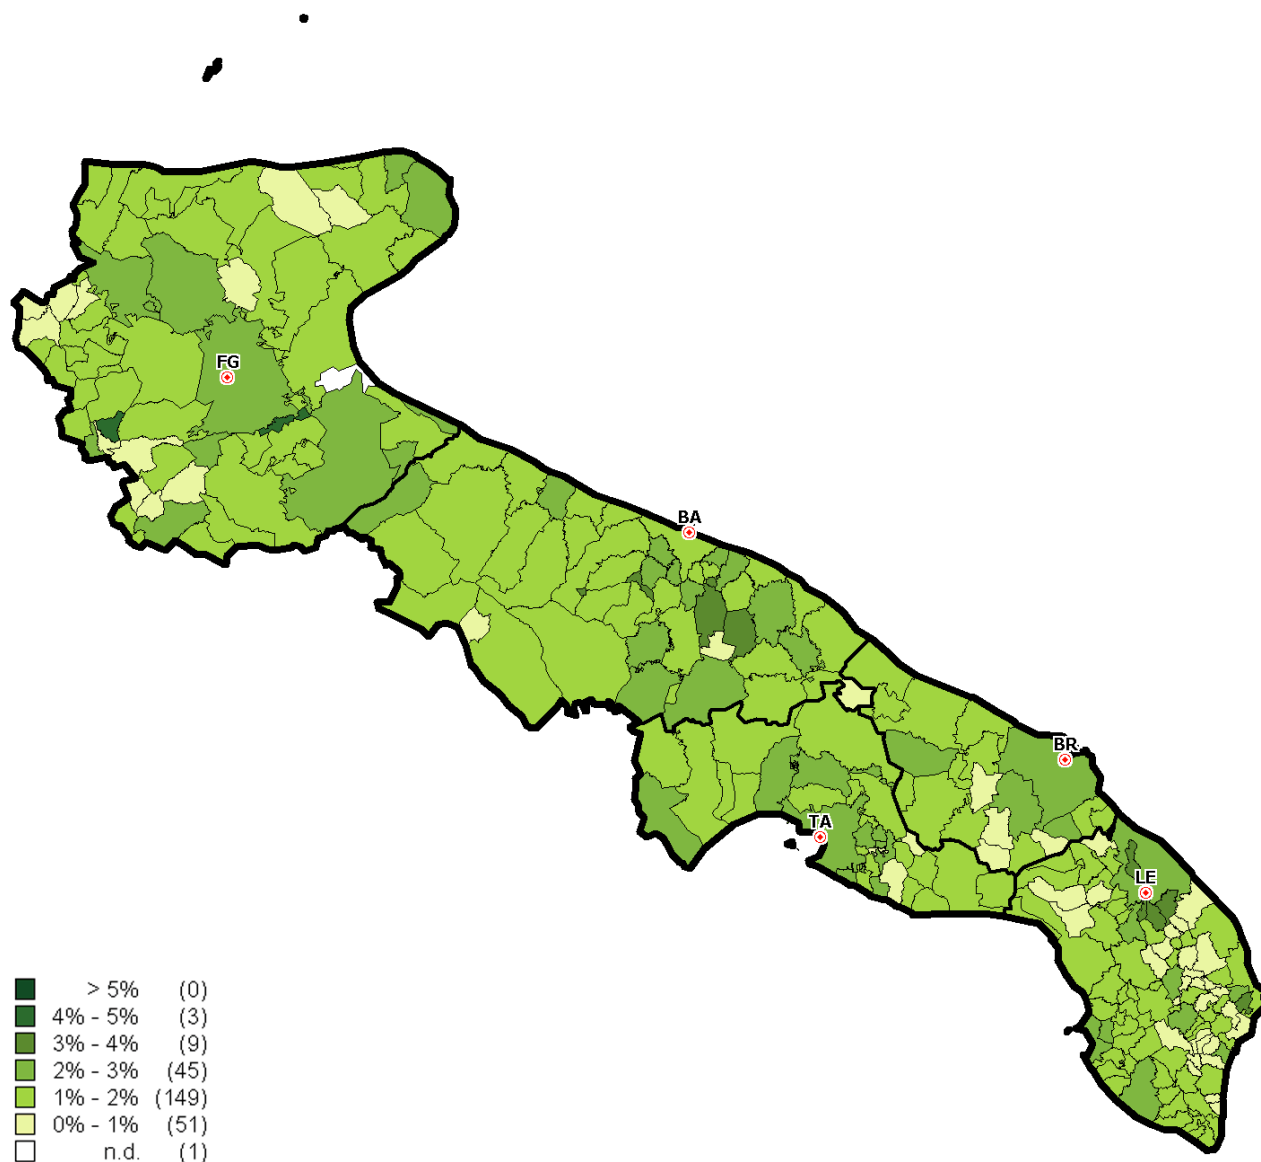 FG
BA
BR
TA
LE
> 5% (0)
4% - 5% (3)
3% - 4% (9)
2% - 3% (45)
1% - 2% (149)
0% - 1% (51)
n.d. (1)